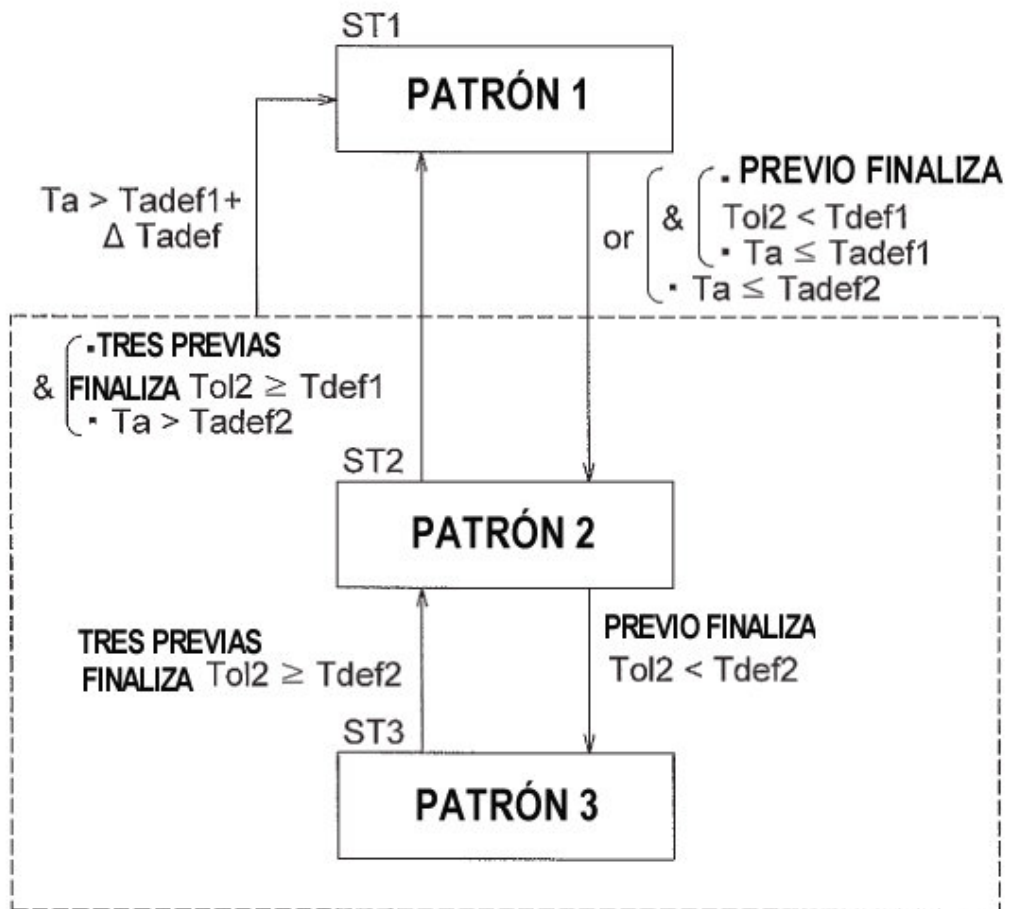 ST1
PATRÓN 1
Ta > Tadef1+
Δ Tadef
or
&
▪ PREVIO FINALIZA
Tol2 < Tdef1
▪ Ta ≤ Tadef1
▪ Ta ≤ Tadef2
&
▪TRES PREVIAS
FINALIZA Tol2 ≥ Tdef1
▪ Ta > Tadef2
ST2
PATRÓN 2
TRES PREVIAS
FINALIZA Tol2 ≥ Tdef2
PREVIO FINALIZA
Tol2 < Tdef2
ST3
PATRÓN 3